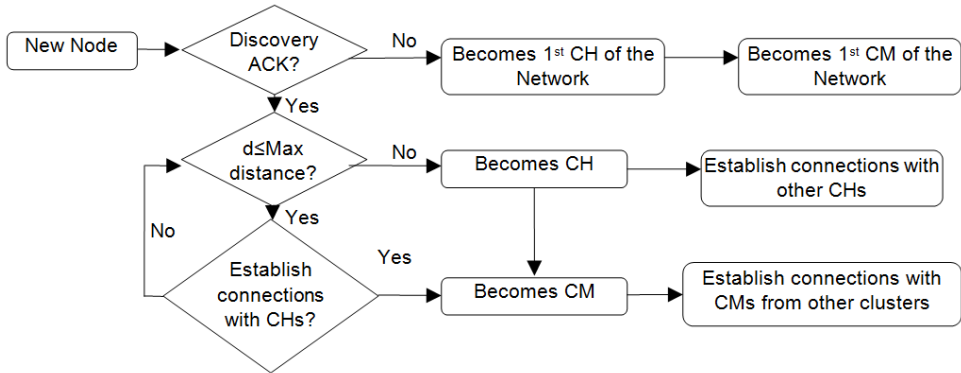 New Node
Discovery
ACK?
No
Becomes 1st CH of the
Network
Becomes 1st CM of the
Network
Yes
d≤Max
distance?
No
Becomes CH
Establish connections with
other CHs
Yes
No
Establish
connections
with CHs?
Yes
Becomes CM
Establish connections with
CMs from other clusters